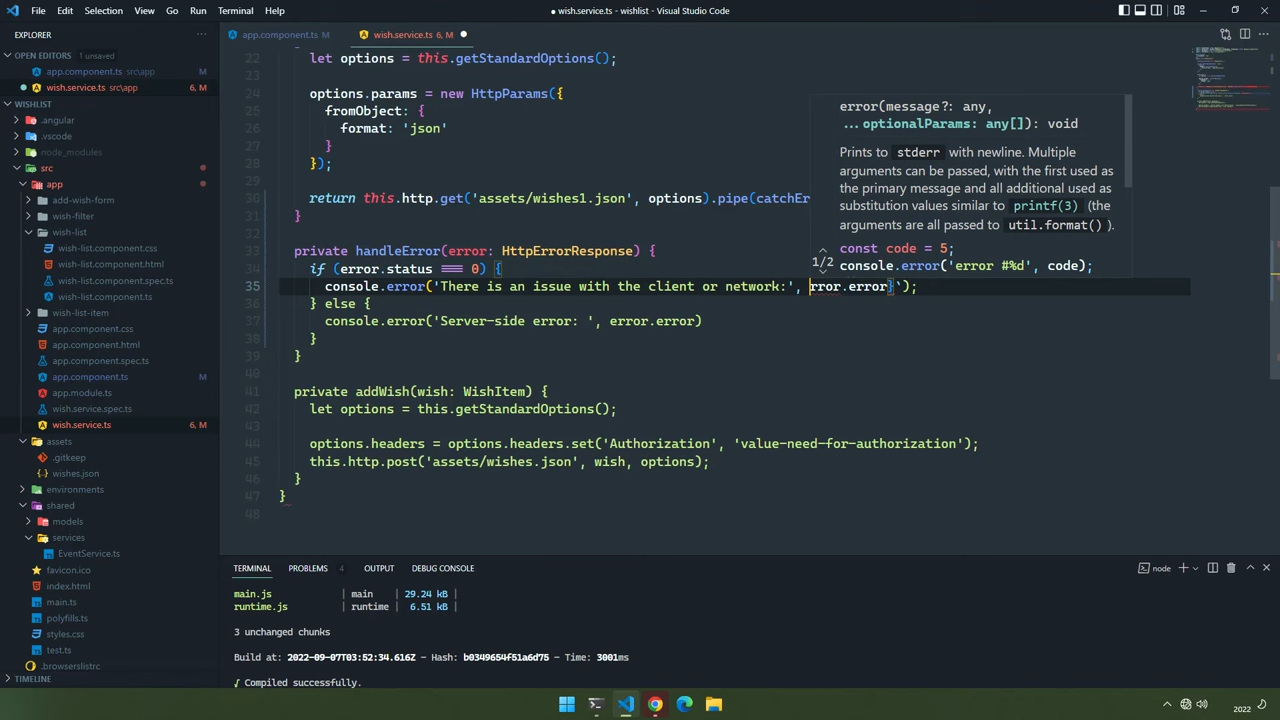 File Edit Selection View Go Run Terminal Help
● wish.service.ts - wishlist - Visual Studio Code
EXPLORER
OPEN EDITORS 1 unsaved
app.component.ts src\app M
wish.service.ts src\app 6, M
WISHLIST
.angular
.vscode
node_modules
src
app
add-wish-form
wish-filter
wish-list
wish-list.component.css
wish-list.component.html
wish-list.component.spec.ts
wish-list.component.ts
wish-list-item
app.component.css
app.component.html
app.component.spec.ts
app.component.ts M
app.module.ts
wish.service.spec.ts
wish.service.ts 6, M
assets
.gitkeep
wishes.json
environments
shared
models
services
EventService.ts
favicon.ico
index.html
main.ts
polyfills.ts
styles.css
test.ts
.browserslistrc
TIMELINE
app.component.ts M
wish.service.ts 6, M
22 let options = this.getStandardOptions();
23
24 options.params = new HttpParams({
25 fromObject: {
26 format: 'json'
27 }
28 });
29
30 return this.http.get('assets/wishes1.json', options).pipe(catchEr
31 }
32
33 private handleError(error: HttpErrorResponse) {
34 if (error.status === 0) {
35 console.error('There is an issue with the client or network:', rror.error}`);
36 } else {
37 console.error('Server-side error: ', error.error)
38 }
39 }
40
41 private addWish(wish: WishItem) {
42 let options = this.getStandardOptions();
43
44 options.headers = options.headers.set('Authorization', 'value-need-for-authorization');
45 this.http.post('assets/wishes.json', wish, options);
46 }
47 }
48
error(message?: any,
...optionalParams: any[]): void
Prints to stderr with newline. Multiple
arguments can be passed, with the first used as
the primary message and all additional used as
substitution values similar to printf(3) (the
arguments are all passed to util.format() ).
1/2
const code = 5;
console.error('error #%d', code);
TERMINAL PROBLEMS 4 OUTPUT DEBUG CONSOLE
node
main.js | main | 29.24 kB |
runtime.js | runtime | 6.51 kB |
3 unchanged chunks
Build at: 2022-09-07T03:52:34.616Z - Hash: b0349654f51a6d75 - Time: 3001ms
√ Compiled successfully.
2022